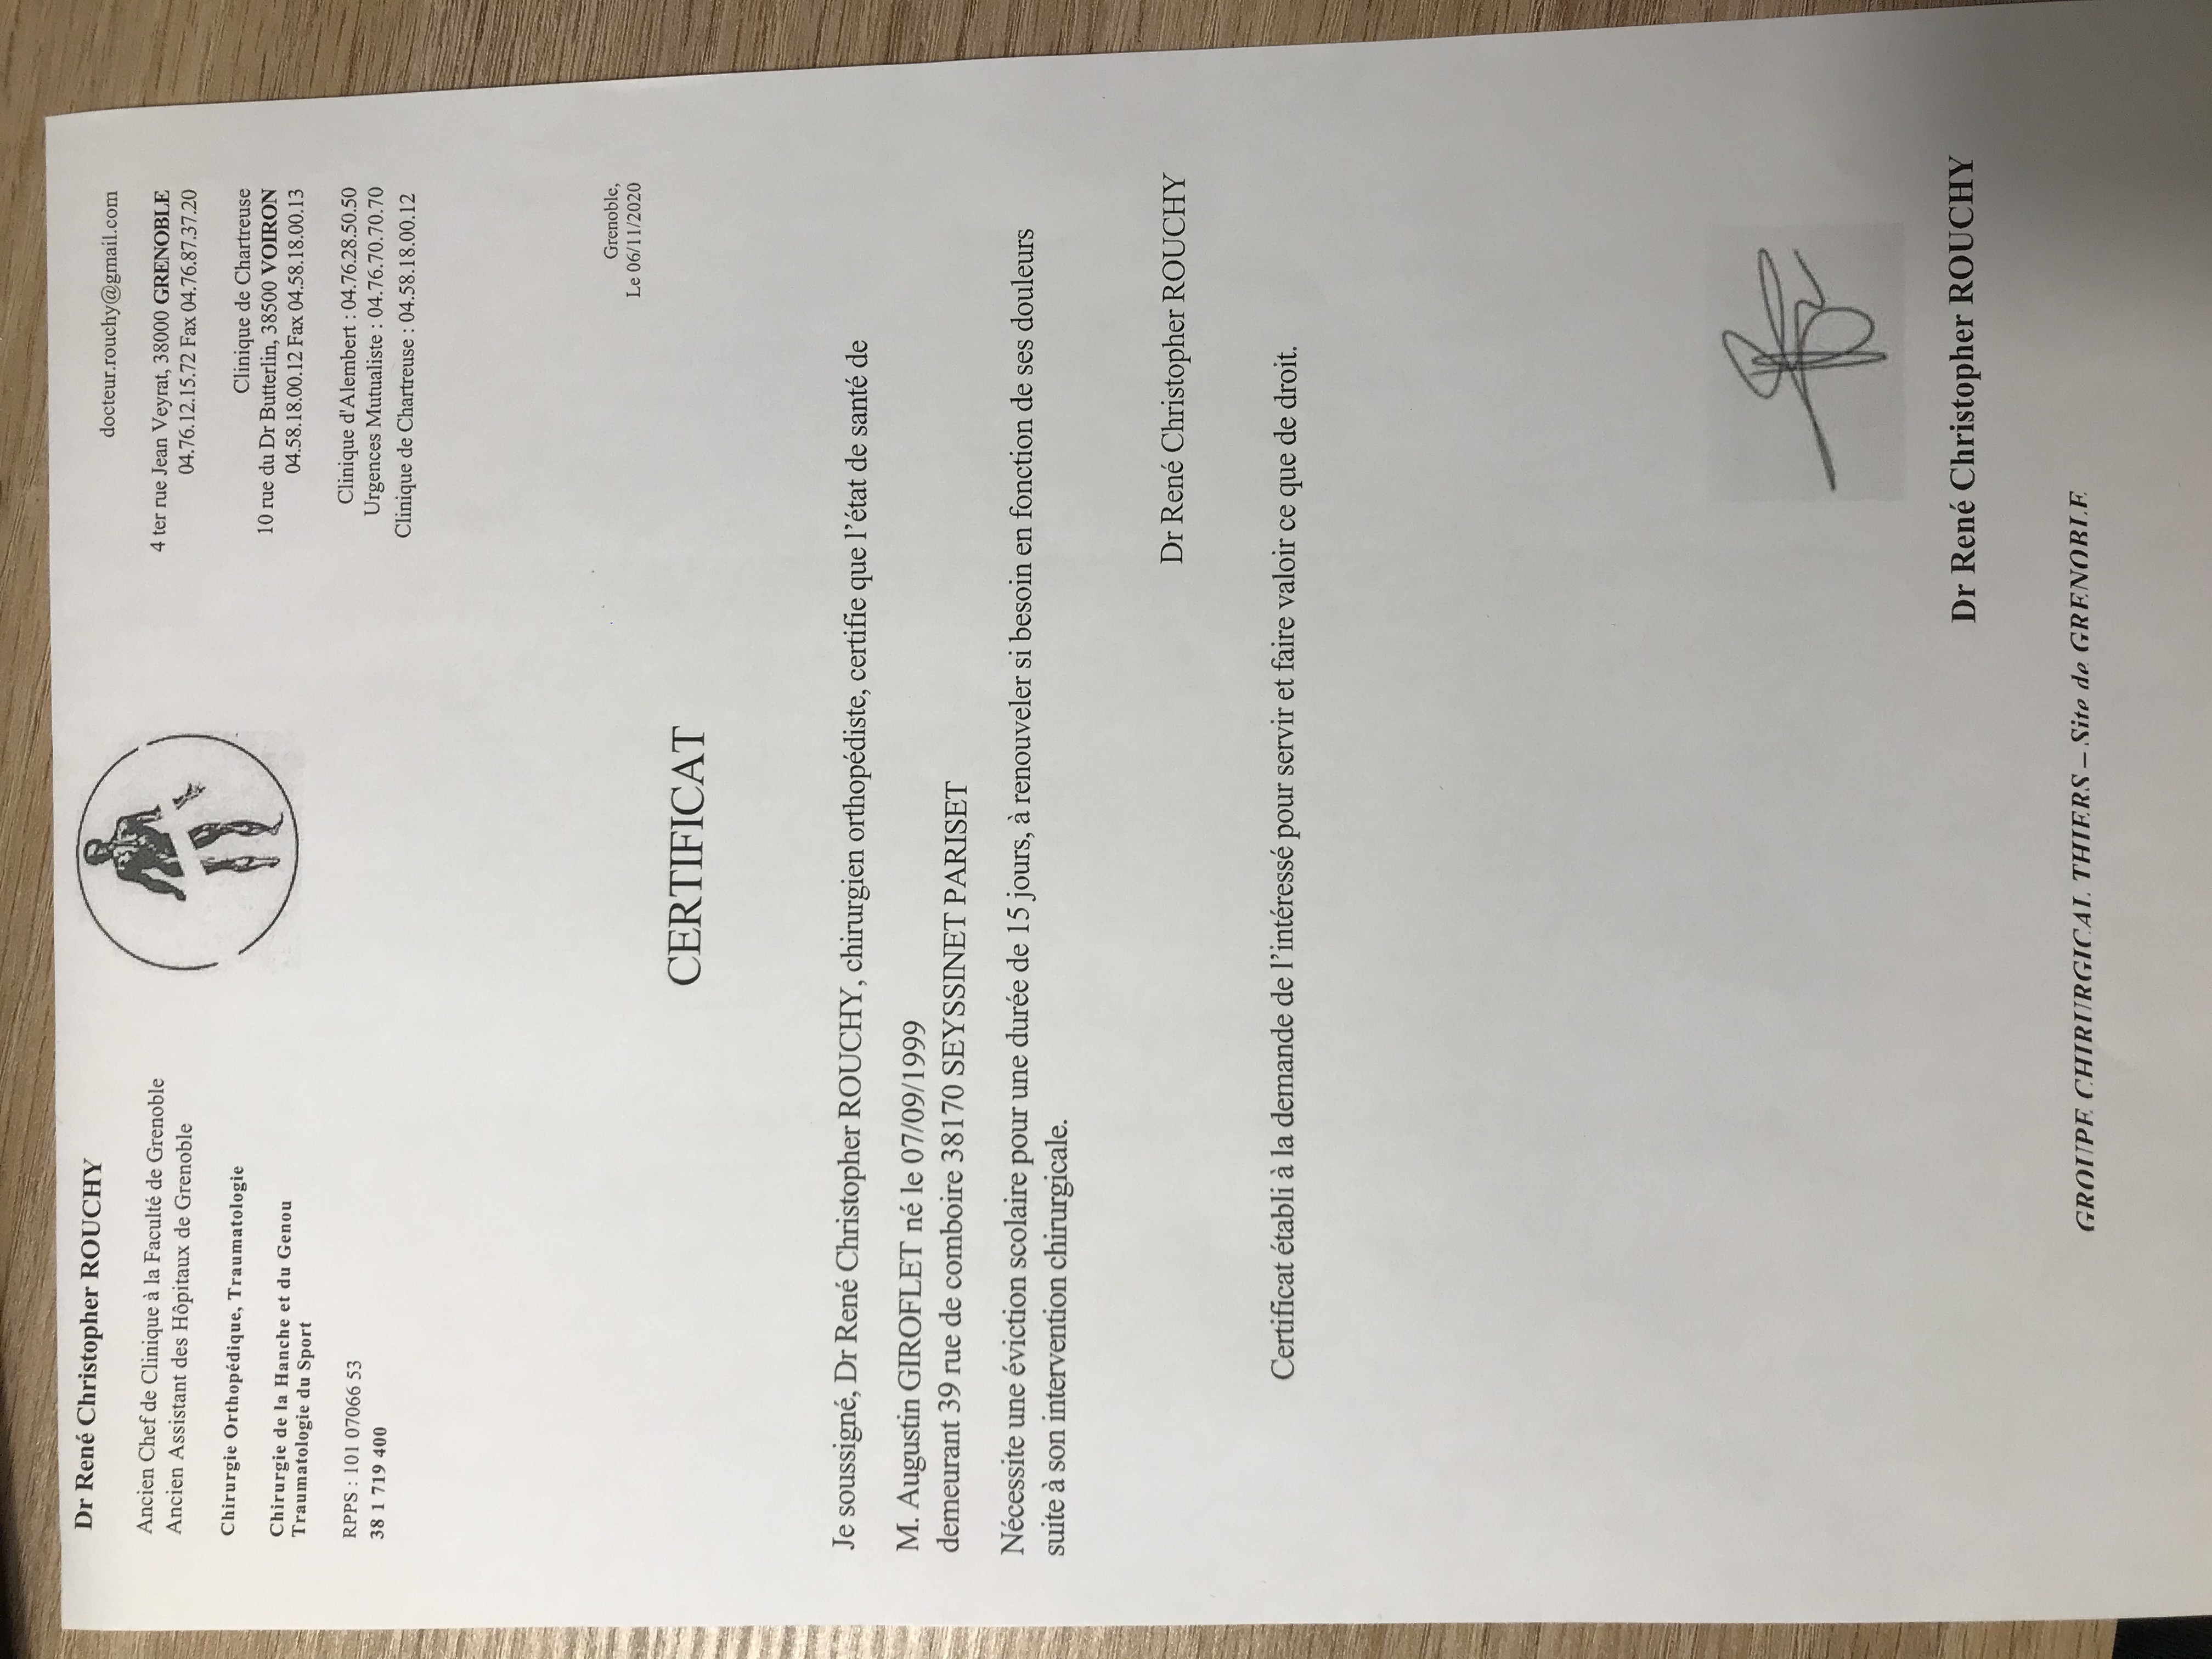 Dr René Christopher ROUCHY
Ancien Chef de Clinique à la Faculté de Grenoble
Ancien Assistant des Hôpitaux de Grenoble
Chirurgie Orthopédique, Traumatologie
Chirurgie de la Hanche et du Genou
Traumatologie du Sport
RPPS : 101 07066 53
38 1 719 400
docteur.rouchy@gmail.com
4 ter rue Jean Veyrat, 38000 GRENOBLE
04.76.12.15.72 Fax 04.76.87.37.20
Clinique de Chartreuse
10 rue du Dr Butterlin, 38500 VOIRON
04.58.18.00.12 Fax 04.58.18.00.13
Clinique d'Alembert : 04.76.28.50.50
Urgences Mutualiste : 04.76.70.70.70
Clinique de Chartreuse : 04.58.18.00.12
Grenoble,
Le 06/11/2020
CERTIFICAT
Je soussigné, Dr René Christopher ROUCHY, chirurgien orthopédiste, certifie que l’état de santé de
M. Augustin GIROFLET né le 07/09/1999
demeurant 39 rue de comboire 38170 SEYSSINET PARISET
Nécessite une éviction scolaire pour une durée de 15 jours, à renouveler si besoin en fonction de ses douleurs
suite à son intervention chirurgicale.
Dr René Christopher ROUCHY
Certificat établi à la demande de l’intéressé pour servir et faire valoir ce que de droit.
Dr René Christopher ROUCHY
GROUPE CHIRURGICAL THIERS – Site de GRENOBLE